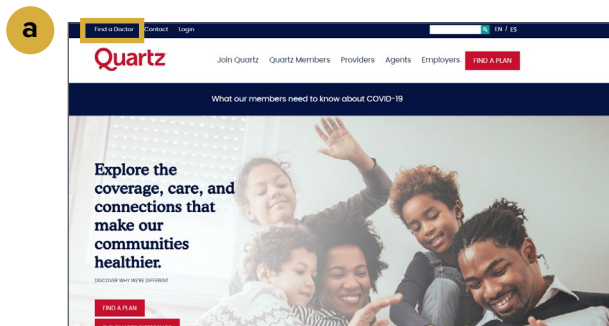 a
Find a Doctor Contact Login EN / ES
Quartz
Join Quartz Quartz Members Providers Agents Employers FIND A PLAN
What our members need to know about COVID-19
Explore the
coverage, care, and
connections that
make our
communities
healthier.
DISCOVER WHY WE'RE DIFFERENT
FIND A PLAN